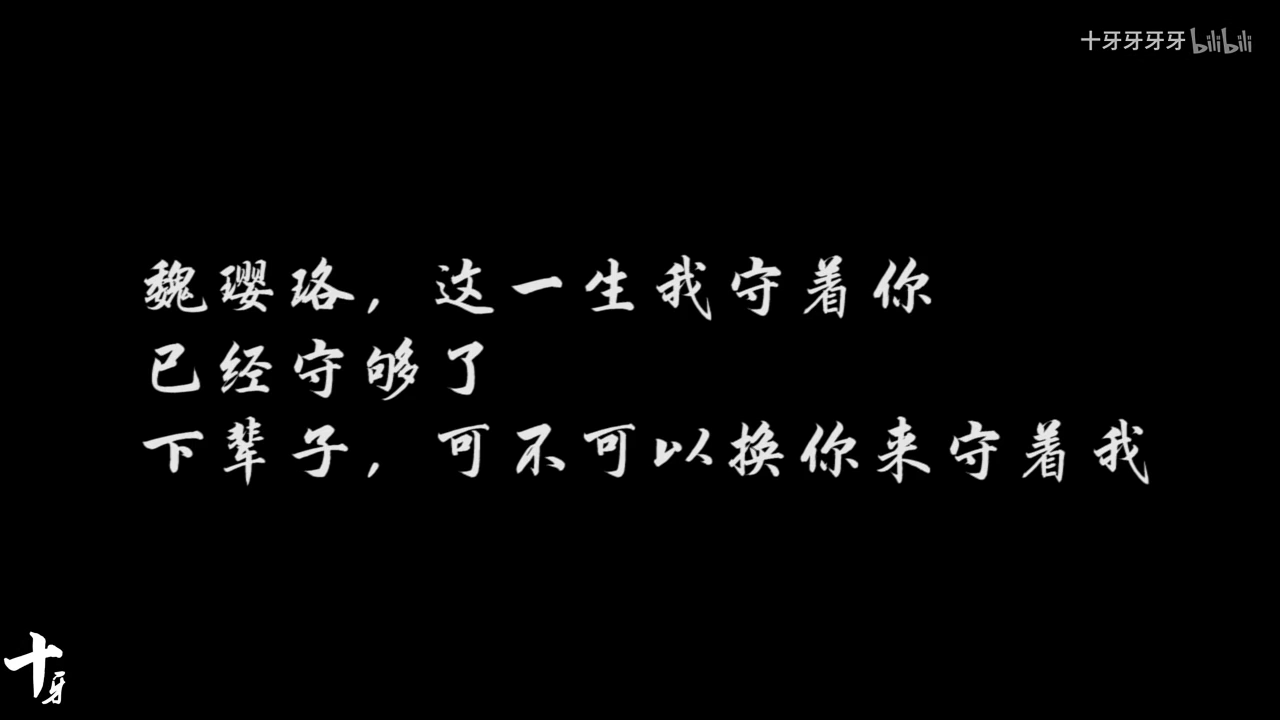 十牙牙牙牙 bilibili
魏璎珞，这一生我守着你
已经守够了
下辈子，可不可以换你来守着我
十牙